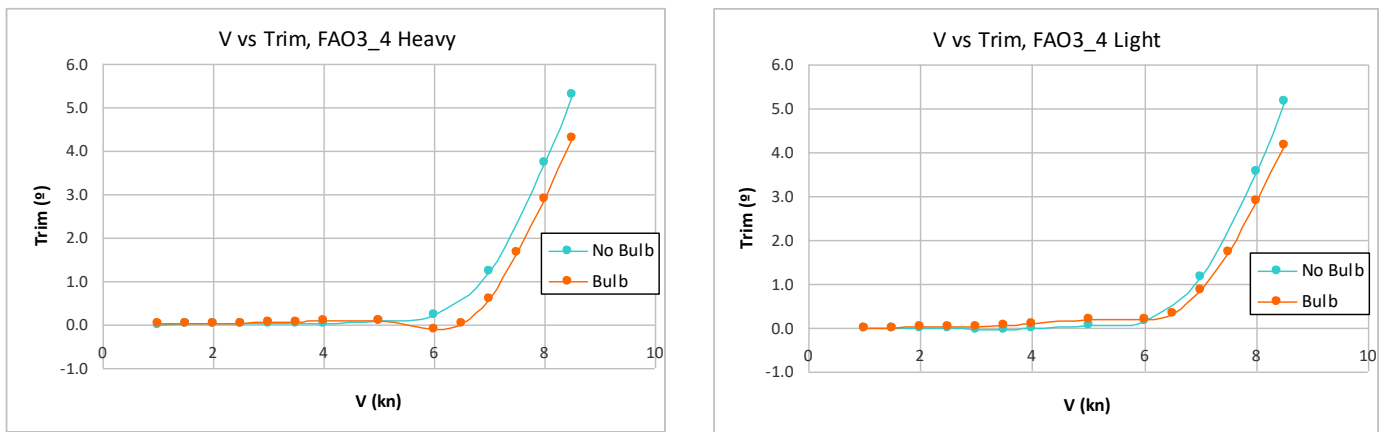 V vs Trim, FAO3_4 Heavy
6.0
5.0
4.0
3.0
2.0
1.0
0.0
-1.0
0
2
4
6
8
10
Trim (º)
V (kn)
No Bulb
Bulb
V vs Trim, FAO3_4 Light
6.0
5.0
4.0
3.0
2.0
1.0
0.0
-1.0
0
2
4
6
8
10
Trim (º)
V (kn)
No Bulb
Bulb